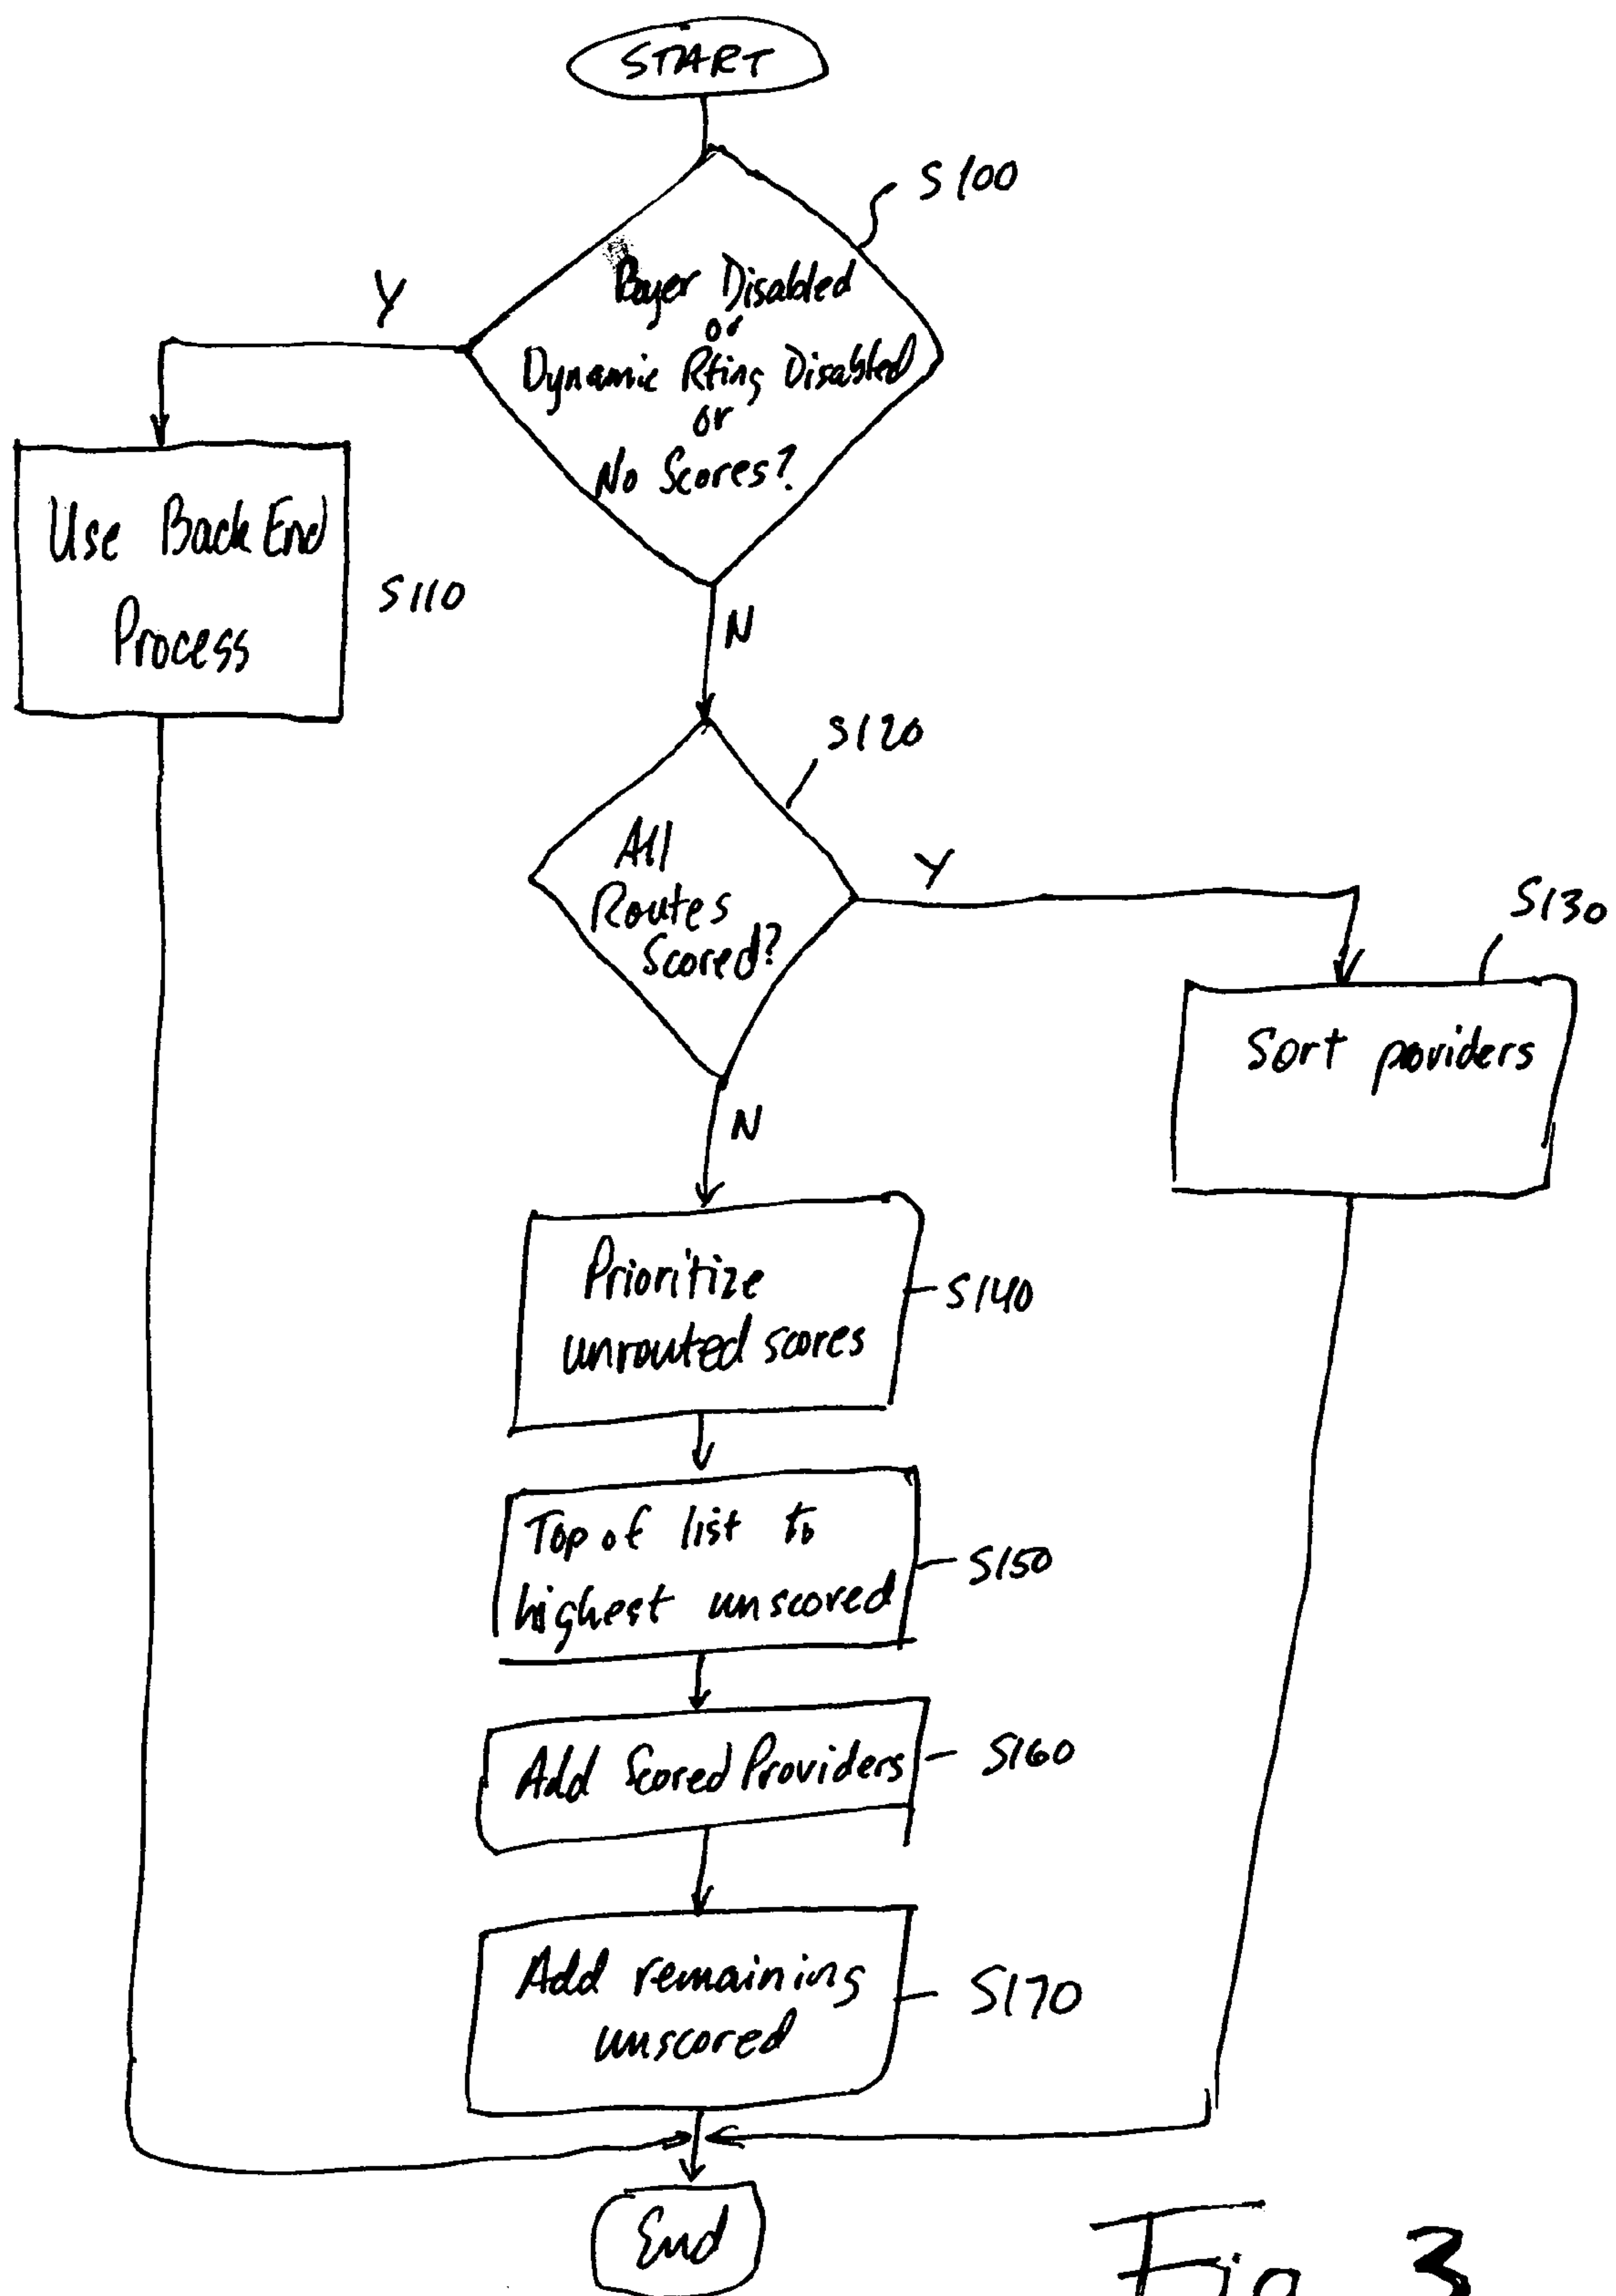 START
S100
Buyer Disabled
or
Dynamic Rting Disabled
or
No Scores?
Y
Use Back End
Process
S110
N
S120
All
Routes
Scored?
Y
S130
Sort poviders
N
Prioritize
unrouted scores
S140
Top of list to
highest unscored
S150
Add Scored Providers
S160
Add remaining
unscored
S170
End
Fig 3